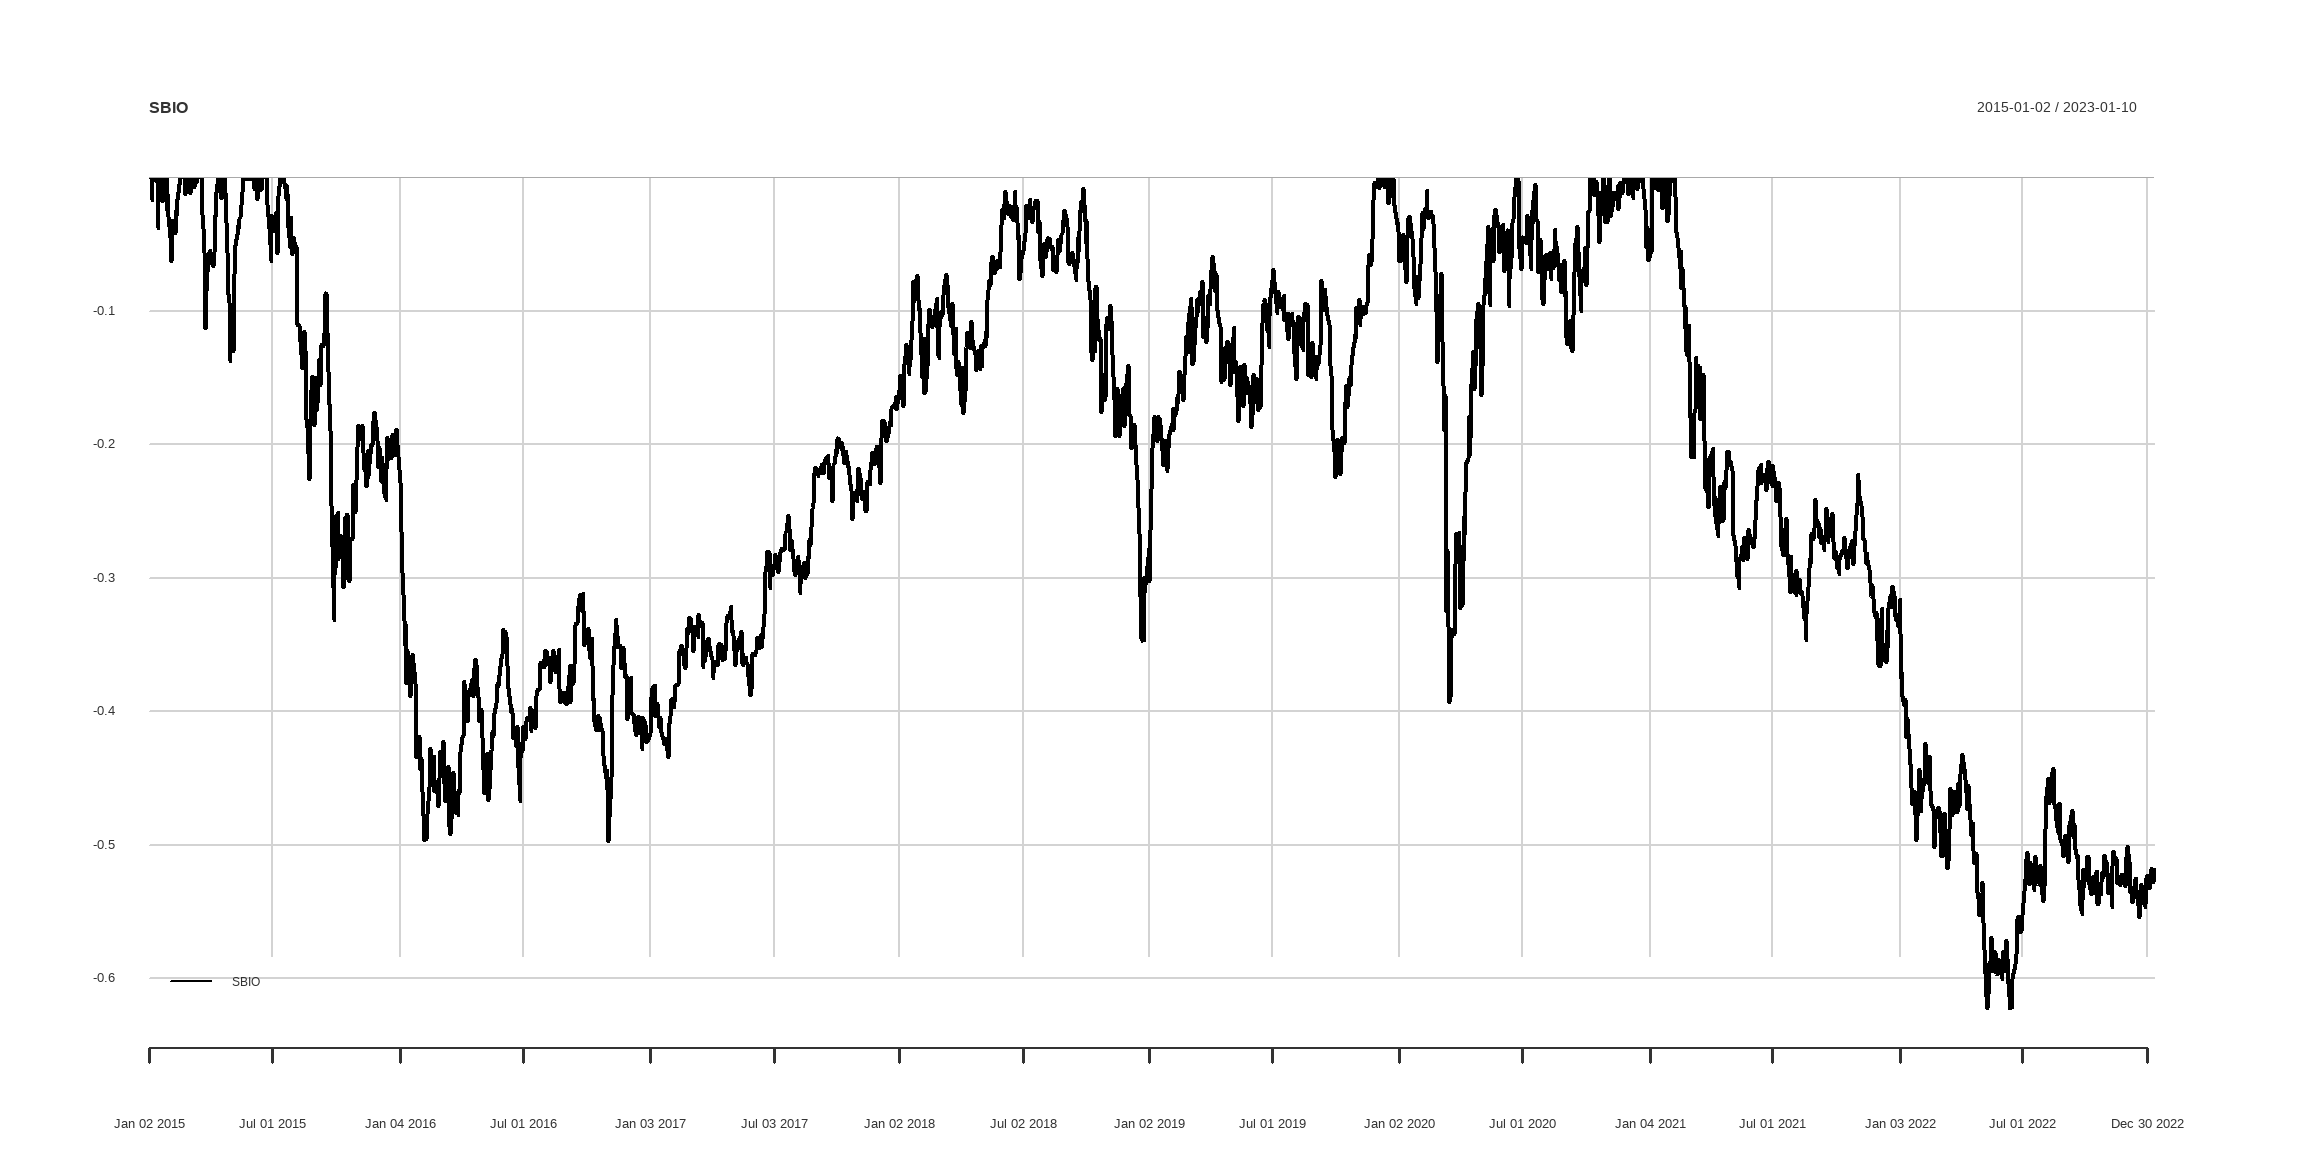 SBIO
2015-01-02 / 2023-01-10
-0.1
-0.2
-0.3
-0.4
-0.5
-0.6
SBIO
Jan 02 2015
Jul 01 2015
Jan 04 2016
Jul 01 2016
Jan 03 2017
Jul 03 2017
Jan 02 2018
Jul 02 2018
Jan 02 2019
Jul 01 2019
Jan 02 2020
Jul 01 2020
Jan 04 2021
Jul 01 2021
Jan 03 2022
Jul 01 2022
Dec 30 2022